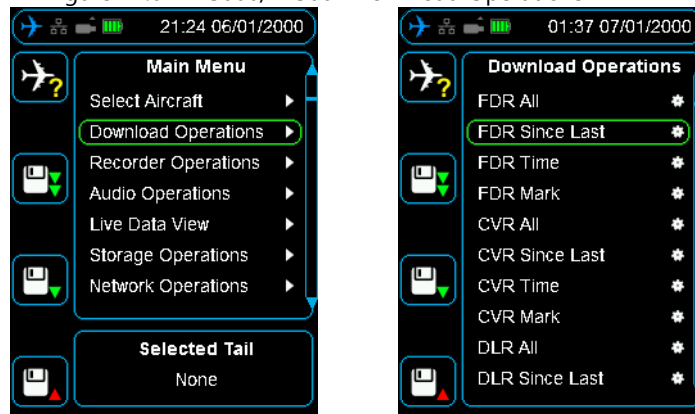 21:24 06/01/2000
Main Menu
Select Aircraft
Download Operations
Recorder Operations
Audio Operations
Live Data View
Storage Operations
Network Operations
Selected Tail
None
01:37 07/01/2000
Download Operations
FDR All
FDR Since Last
FDR Time
FDR Mark
CVR All
CVR Since Last
CVR Time
CVR Mark
DLR All
DLR Since Last